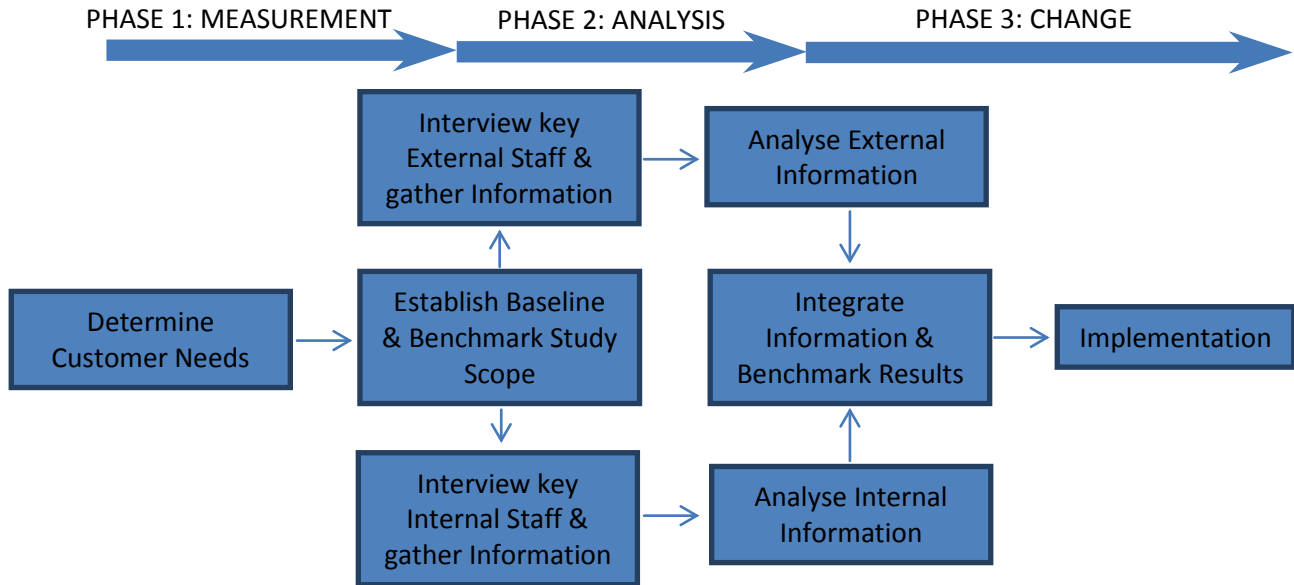 PHASE 1: MEASUREMENT
PHASE 2: ANALYSIS
PHASE 3: CHANGE
Interview key
External Staff &
gather Information
Analyse External
Information
Determine
Customer Needs
Establish Baseline
& Benchmark Study
Scope
Integrate
Information &
Benchmark Results
Implementation
Interview key
Internal Staff &
gather Information
Analyse Internal
Information